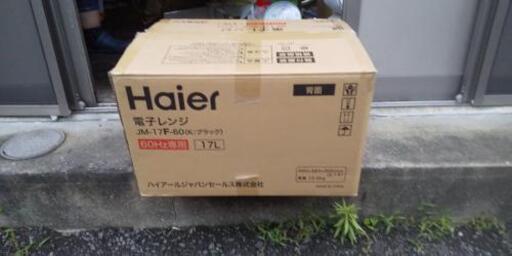 Haier
背面
電子レンジ
JM-17F-60(K:ブラック)
60Hz専用
17L
ハイアールジャパンセールス株式会社